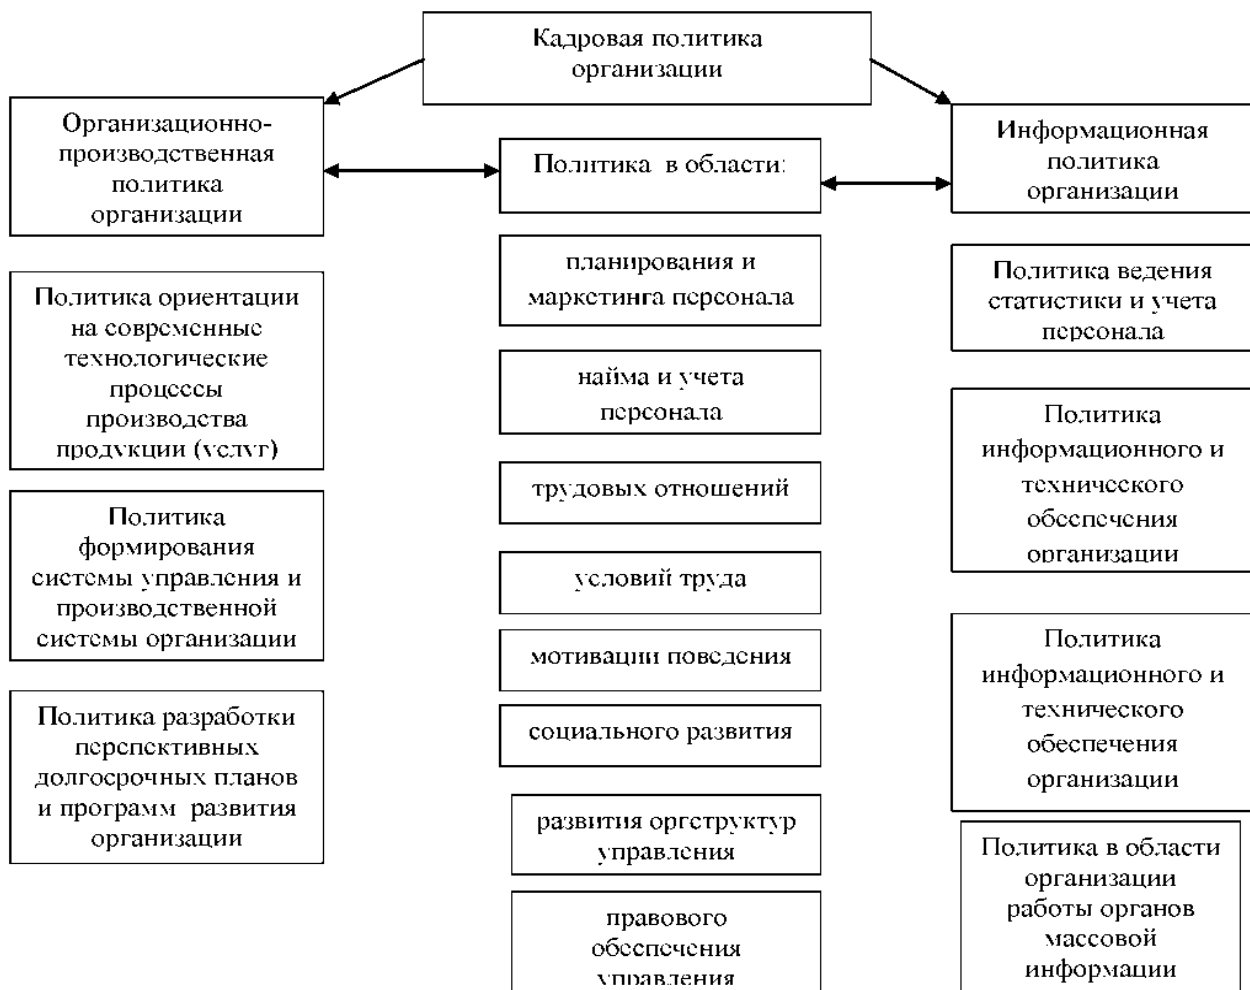 Кадровая политика
организации
Организационно-
производственная
политика
организации
Политика в области:
Информационная
политика
организации
Политика ориентации
на современные
технологические
процессы
производства
продукции (услуг)
Политика
формирования
системы управления и
производственной
системы организации
Политика разработки
перспективных
долгосрочных планов
и программ развития
организации
планирования и
маркетинга персонала
найма и учета
персонала
трудовых отношений
условий труда
мотивации поведения
социального развития
развития оргструктур
управления
правового
обеспечения
управления
Политика ведения
статистики и учета
персонала
Политика
информационного и
технического
обеспечения
организации
Политика
информационного и
технического
обеспечения
организации
Политика в области
организации
работы органов
массовой
информации